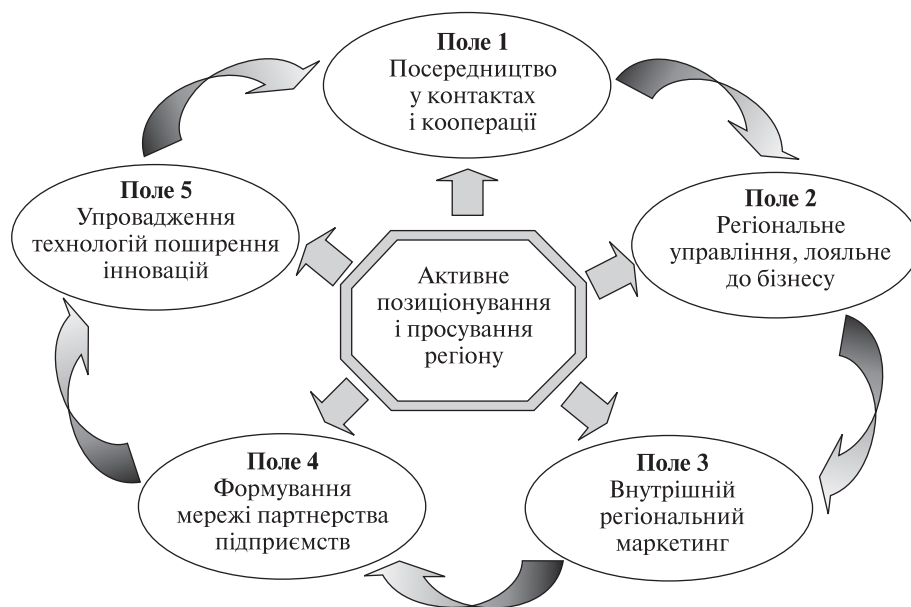 Поле 1
Посередництво
у контактах
і кооперації
Поле 2
Регіональне
управління, лояльне
до бізнесу
Поле 3
Внутрішній
регіональний
маркетинг
Поле 4
Формування
мережі партнерства
підприємств
Поле 5
Упровадження
технологій поширення
інновацій
Активне
позиціонування
і просування
регіону